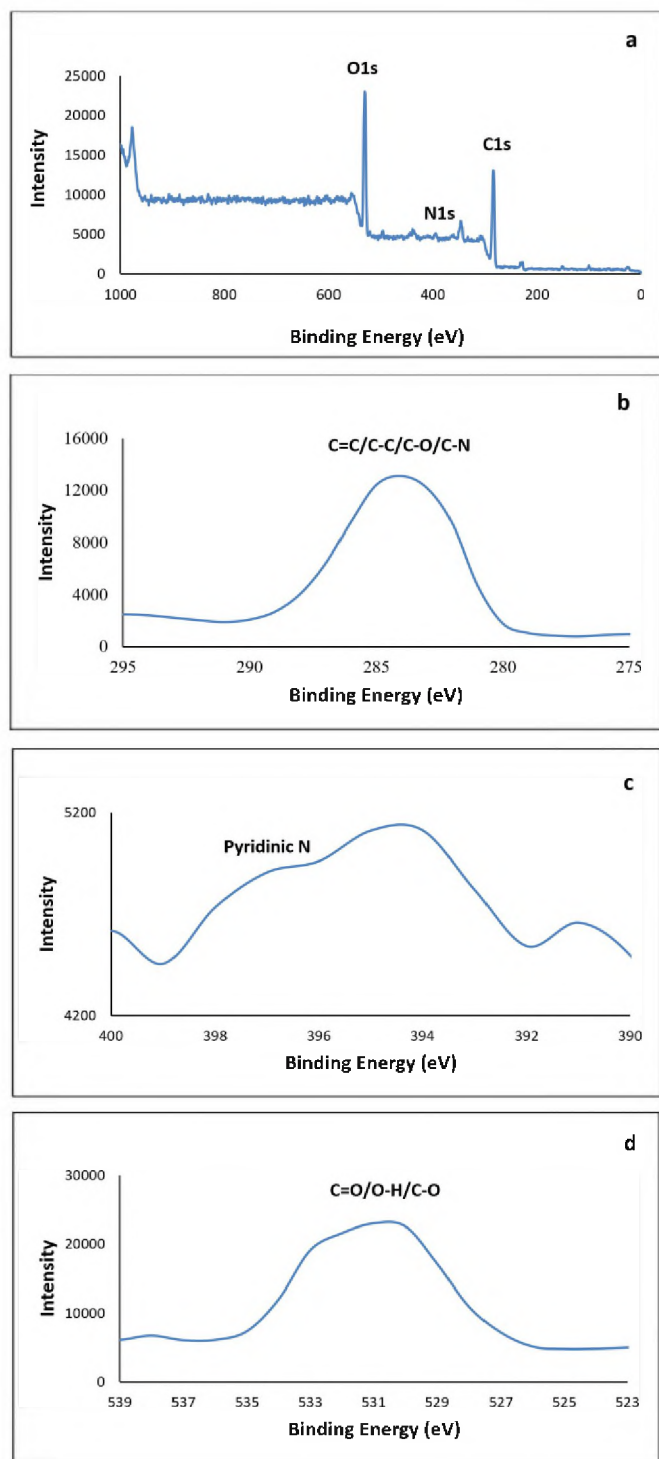 a
O1s
25000
20000
C1s
15000
Intensity
10000
N1s
5000
0
1000 800 600 400 200 0
Binding Energy (eV)
b
16000
C=C/C-C/C-O/C-N
12000
Intensity
8000
4000
0
295 290 285 280 275
Binding Energy (eV)
c
5200
Pyridinic N
Intensity
4200
400 398 396 394 392 390
Binding Energy (eV)
d
30000
C=O/O-H/C-O
20000
Intensity
10000
0
539 537 535 533 531 529 527 525 523
Binding Energy (eV)